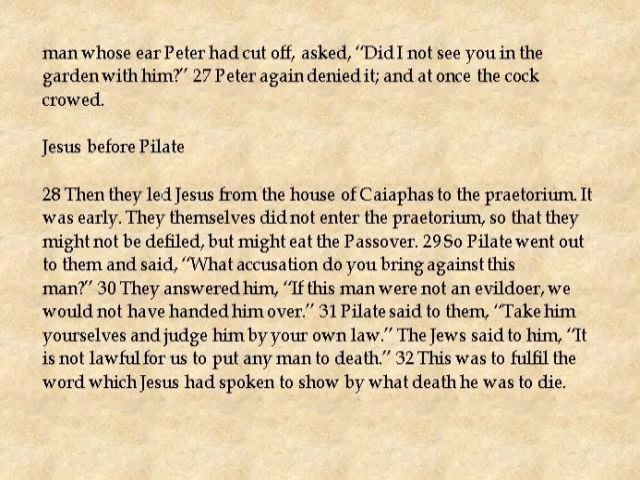 man whose ear Peter had cut off, asked, “Did I not see you in the
garden with him?” 27 Peter again denied it; and at once the cock
crowed.
Jesus before Pilate
28 Then they led Jesus from the house of Caiaphas to the praetorium. It
was early. They themselves did not enter the praetorium, so that they
might not be defiled, but might eat the Passover. 29 So Pilate went out
to them and said, “What accusation do you bring against this
man?” 30 They answered him, “If this man were not an evildoer, we
would not have handed him over.” 31 Pilate said to them, “Take him
yourselves and judge him by your own law.” The Jews said to him, “It
is not lawful for us to put any man to death.” 32 This was to fulfil the
word which Jesus had spoken to show by what death he was to die.